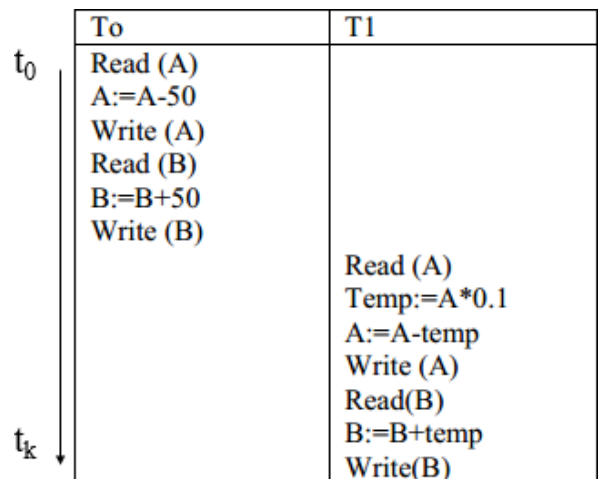 To T1
t0
Read (A)
A:=A-50
Write (A)
Read (B)
B:=B+50
Write (B)
Read (A)
Temp:=A*0.1
A:=A-temp
Write (A)
Read(B)
B:=B+temp
Write(B)
tk